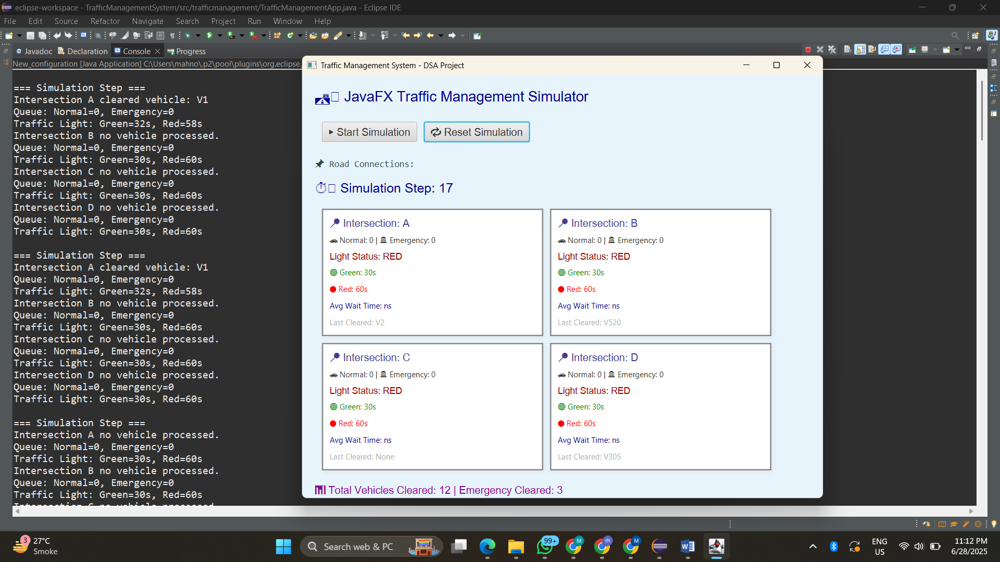 eclipse-workspace - TrafficManagementSystem/src/trafficmanagement/TrafficManagementApp.java - Eclipse IDE
File Edit Source Refactor Navigate Search Project Run Window Help
Javadoc Declaration Console Progress
New_configuration [Java Application] C:\Users\mahno\.p2\pool\plugins\org.eclipse.
=== Simulation Step ===
Intersection A cleared vehicle: V1
Queue: Normal=0, Emergency=0
Traffic Light: Green=32s, Red=58s
Intersection B no vehicle processed.
Queue: Normal=0, Emergency=0
Traffic Light: Green=30s, Red=60s
Intersection C no vehicle processed.
Queue: Normal=0, Emergency=0
Traffic Light: Green=30s, Red=60s
Intersection D no vehicle processed.
Queue: Normal=0, Emergency=0
Traffic Light: Green=30s, Red=60s
=== Simulation Step ===
Intersection A cleared vehicle: V1
Queue: Normal=0, Emergency=0
Traffic Light: Green=32s, Red=58s
Intersection B no vehicle processed.
Queue: Normal=0, Emergency=0
Traffic Light: Green=30s, Red=60s
Intersection C no vehicle processed.
Queue: Normal=0, Emergency=0
Traffic Light: Green=30s, Red=60s
Intersection D no vehicle processed.
Queue: Normal=0, Emergency=0
Traffic Light: Green=30s, Red=60s
=== Simulation Step ===
Intersection A no vehicle processed.
Queue: Normal=0, Emergency=0
Traffic Light: Green=30s, Red=60s
Intersection B no vehicle processed.
Queue: Normal=0, Emergency=0
Traffic Light: Green=30s, Red=60s
Intersection C no vehicle processed.
Traffic Management System - DSA Project
JavaFX Traffic Management Simulator
Start Simulation
Reset Simulation
Road Connections:
Simulation Step: 17
Intersection: A
Normal: 0 | Emergency: 0
Light Status: RED
Green: 30s
Red: 60s
Avg Wait Time: ns
Last Cleared: V2
Intersection: B
Normal: 0 | Emergency: 0
Light Status: RED
Green: 30s
Red: 60s
Avg Wait Time: ns
Last Cleared: V520
Intersection: C
Normal: 0 | Emergency: 0
Light Status: RED
Green: 30s
Red: 60s
Avg Wait Time: ns
Last Cleared: None
Intersection: D
Normal: 0 | Emergency: 0
Light Status: RED
Green: 30s
Red: 60s
Avg Wait Time: ns
Last Cleared: V305
Total Vehicles Cleared: 12 | Emergency Cleared: 3
3
27°C
Smoke
Search web & PC
99+
M
m
M
ENG
US
11:12 PM
6/28/2025